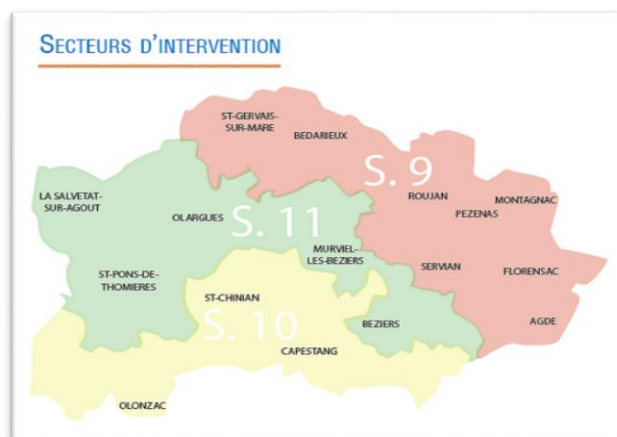 SECTEURS D'INTERVENTION
ST-GERVAIS-
SUR-MARE
BEDARIEUX
S. 9
LA SALVETAT-
SUR-AGOUT
ROUJAN
MONTAGNAC
PEZENAS
OLARGUES
S. 11
MURVIEL-
LES-BEZIERS
SERVIAN
FLORENSAC
ST-PONS-DE-
THOMIERES
ST-CHINIAN
S. 10
BEZIERS
AGDE
CAPESTANG
OLONZAC